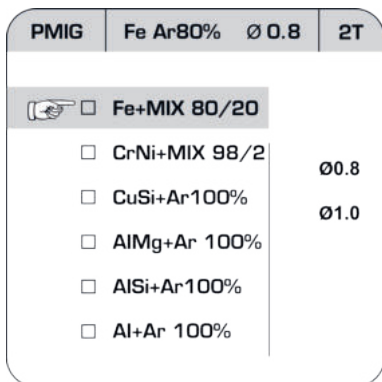 PMIG Fe Ar80% Ø 0.8 2T
Fe+MIX 80/20
CrNi+MIX 98/2
Ø0.8
CuSi+Ar100%
Ø1.0
AlMg+Ar 100%
AlSi+Ar100%
Al+Ar 100%